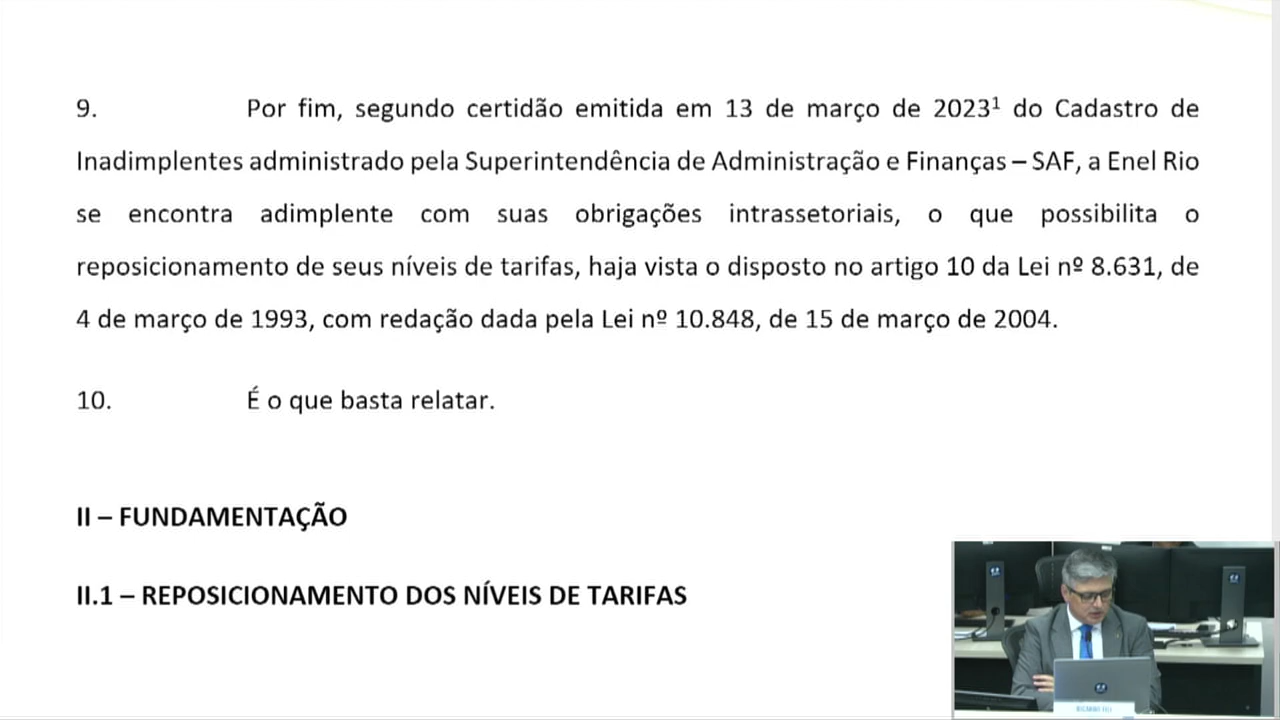 9. Por fim, segundo certidão emitida em 13 de março de 2023¹ do Cadastro de
Inadimplentes administrado pela Superintendência de Administração e Finanças – SAF, a Enel Rio
se encontra adimplente com suas obrigações intrassetoriais, o que possibilita o
reposicionamento de seus níveis de tarifas, haja vista o disposto no artigo 10 da Lei nº 8.631, de
4 de março de 1993, com redação dada pela Lei nº 10.848, de 15 de março de 2004.
10. É o que basta relatar.
II – FUNDAMENTAÇÃO
II.1 – REPOSICIONAMENTO DOS NÍVEIS DE TARIFAS